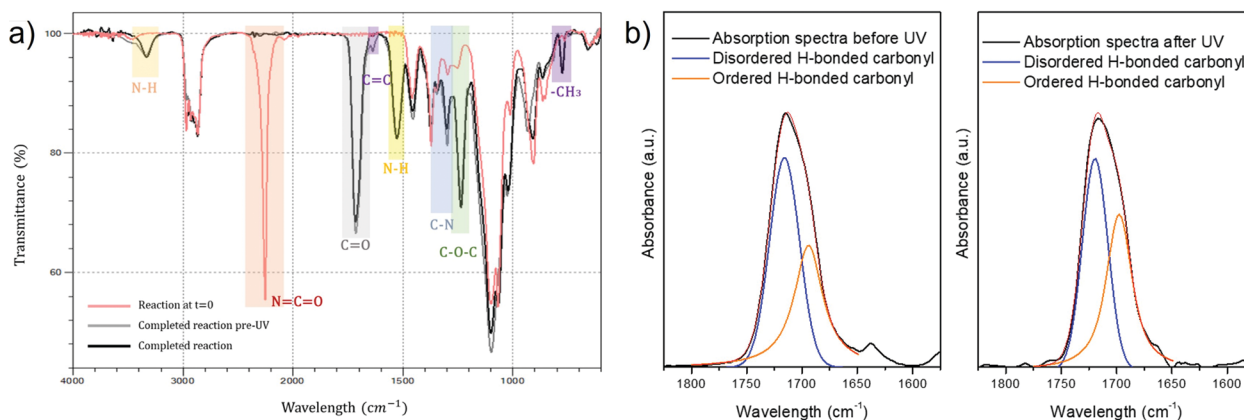 a)
100
80
60
Transmittance (%)
4000
3000
2000
1500
1000
Wavelength (cm⁻¹)
N-H
N=C=O
C=O
C=C
N-H
C-N
C-O-C
-CH₃
Reaction at t=0
Completed reaction pre-UV
Completed reaction
b)
Absorption spectra before UV
Disordered H-bonded carbonyl
Ordered H-bonded carbonyl
Absorbance (a.u.)
1800
1750
1700
1650
1600
Wavelength (cm⁻¹)
Absorption spectra after UV
Disordered H-bonded carbonyl
Ordered H-bonded carbonyl
Absorbance (a.u.)
1800
1750
1700
1650
1600
Wavelength (cm⁻¹)